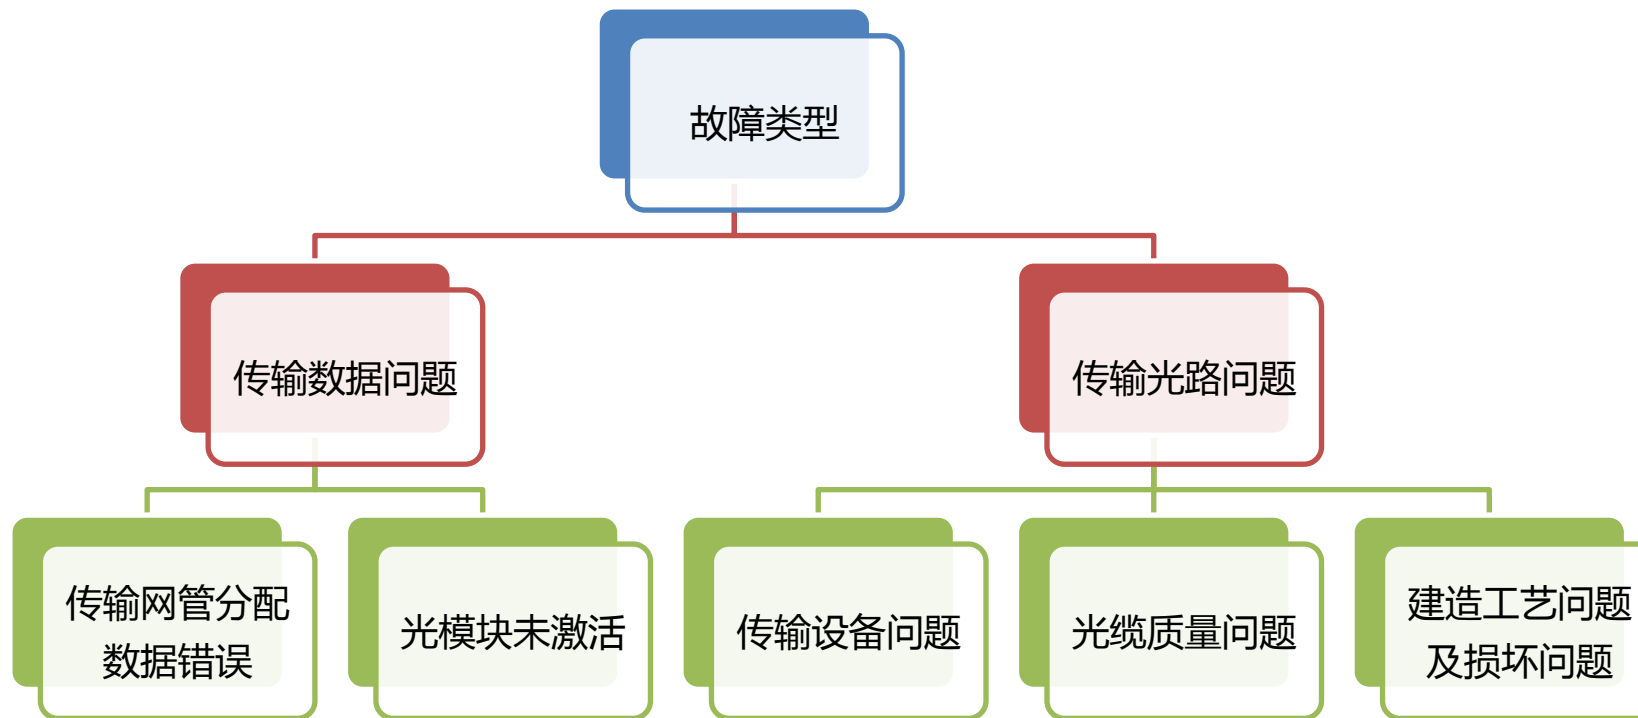 故障类型
传输数据问题
传输光路问题
传输网管分配
数据错误
光模块未激活
传输设备问题
光缆质量问题
建造工艺问题
及损坏问题